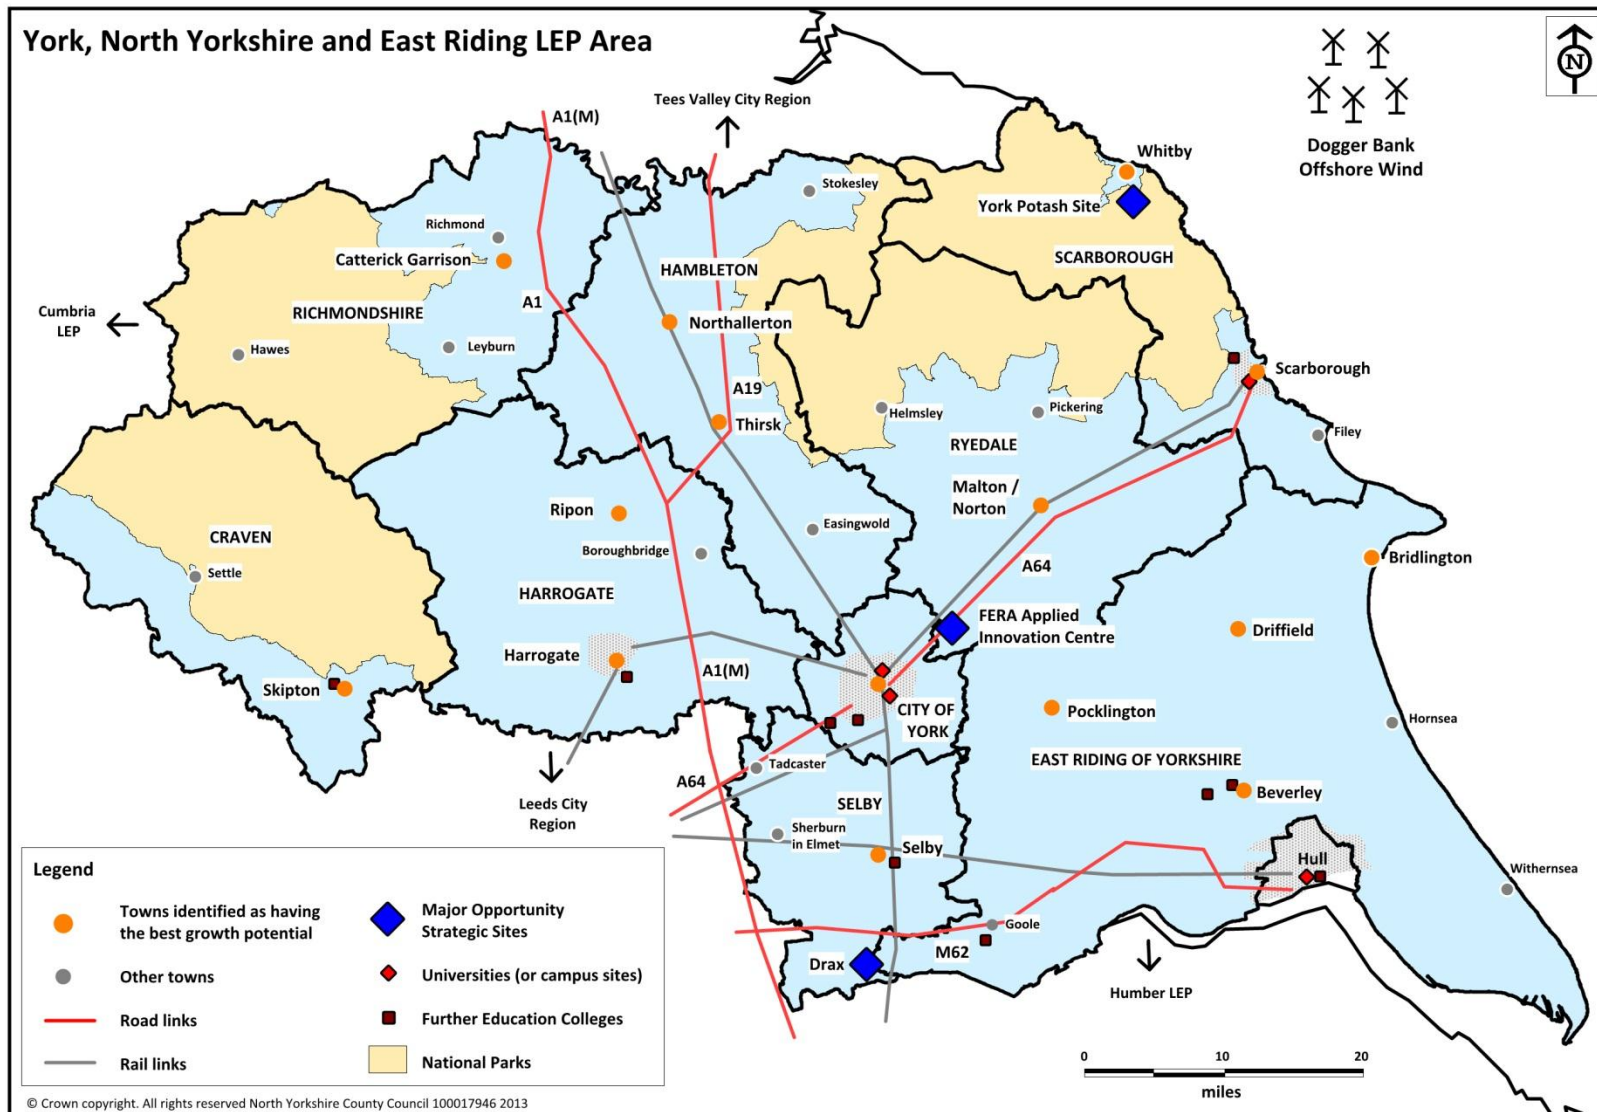 York, North Yorkshire and East Riding LEP Area
N
Tees Valley City Region
A1(M)
Dogger Bank
Offshore Wind
Whitby
Stokesley
York Potash Site
Richmond
Catterick Garrison
SCARBOROUGH
HAMBLETON
Cumbria
LEP
RICHMONDSHIRE
A1
Northallerton
Hawes
Leyburn
Scarborough
A19
Helmsley
Pickering
Thirsk
Filey
RYEDALE
Malton /
Norton
Ripon
Easingwold
CRAVEN
Boroughbridge
Bridlington
A64
Settle
HARROGATE
FERA Applied
Innovation Centre
Driffield
Harrogate
A1(M)
Skipton
CITY OF
YORK
Pocklington
Hornsea
Tadcaster
EAST RIDING OF YORKSHIRE
A64
Beverley
Leeds City
Region
SELBY
Sherburn
in Elmet
Selby
Hull
Withernsea
Goole
M62
Drax
Humber LEP
Legend
Towns identified as having
the best growth potential
Other towns
Road links
Rail links
Major Opportunity
Strategic Sites
Universities (or campus sites)
Further Education Colleges
National Parks
0 10 20
miles
© Crown copyright. All rights reserved North Yorkshire County Council 100017946 2013